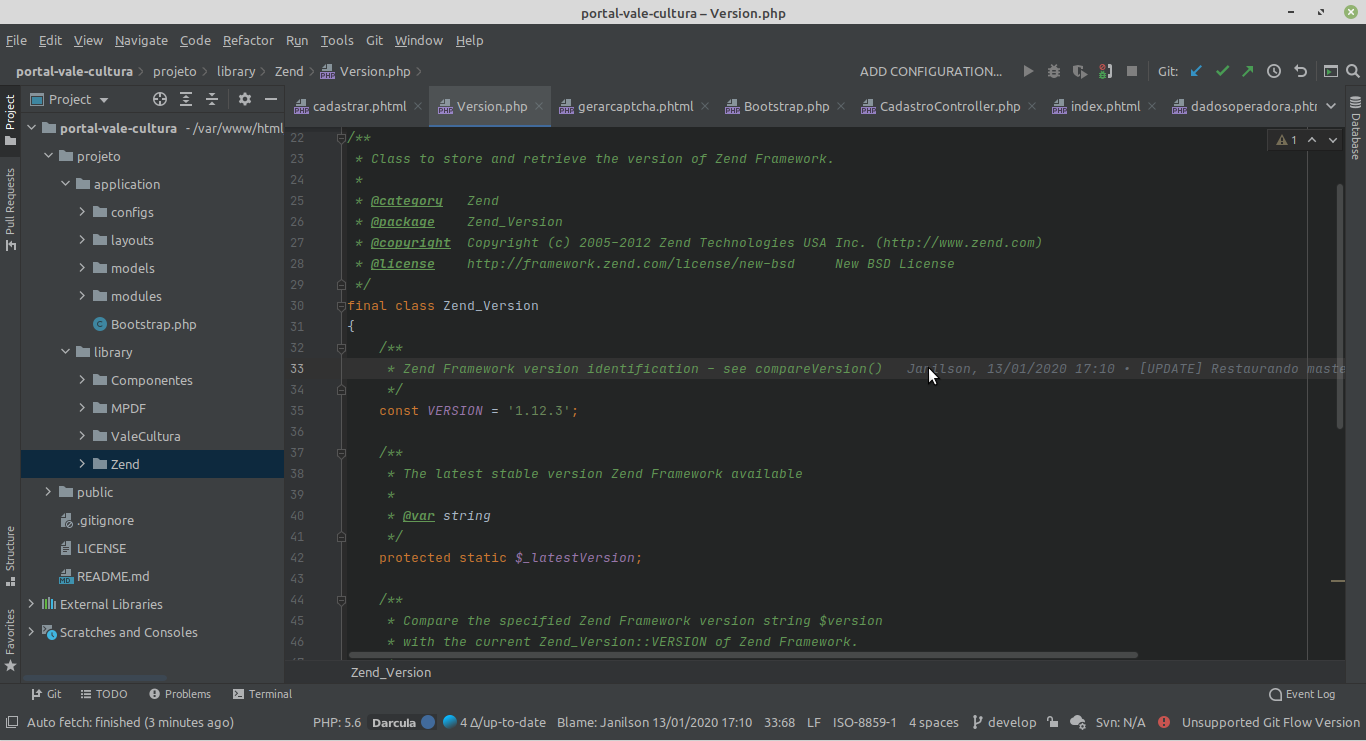 portal-vale-cultura – Version.php
File Edit View Navigate Code Refactor Run Tools Git Window Help
portal-vale-cultura projeto library Zend Version.php ADD CONFIGURATION... Git:
Project
cadastrar.phtml Version.php gerarcaptcha.phtml Bootstrap.php CadastroController.php index.phtml dadosoperadora.phtr
Project
Pull Requests
Structure
Favorites
Database
portal-vale-cultura - /var/www/html
projeto
application
configs
layouts
models
modules
Bootstrap.php
library
Componentes
MPDF
ValeCultura
Zend
public
.gitignore
LICENSE
README.md
External Libraries
Scratches and Consoles
1
22 /**
23 * Class to store and retrieve the version of Zend Framework.
24 *
25 * @category Zend
26 * @package Zend_Version
27 * @copyright Copyright (c) 2005-2012 Zend Technologies USA Inc. (http://www.zend.com)
28 * @license http://framework.zend.com/license/new-bsd New BSD License
29 */
30 final class Zend_Version
31 {
32 /**
33 * Zend Framework version identification - see compareVersion() Janilson, 13/01/2020 17:10 • [UPDATE] Restaurando maste
34 */
35 const VERSION = '1.12.3';
36
37 /**
38 * The latest stable version Zend Framework available
39 *
40 * @var string
41 */
42 protected static $_latestVersion;
43
44 /**
45 * Compare the specified Zend Framework version string $version
46 * with the current Zend_Version::VERSION of Zend Framework.
Zend_Version
Git TODO Problems Terminal Event Log
Auto fetch: finished (3 minutes ago) PHP: 5.6 Darcula 4 Δ/up-to-date Blame: Janilson 13/01/2020 17:10 33:68 LF ISO-8859-1 4 spaces develop Svn: N/A Unsupported Git Flow Version